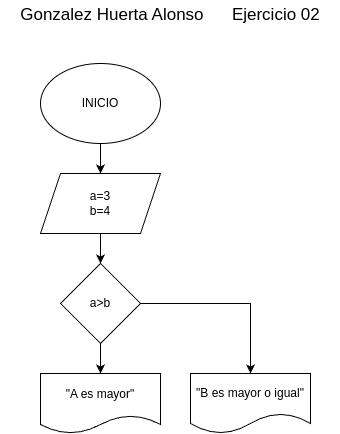 Gonzalez Huerta Alonso Ejercicio 02
INICIO
a=3
b=4
a>b
"A es mayor"
"B es mayor o igual"